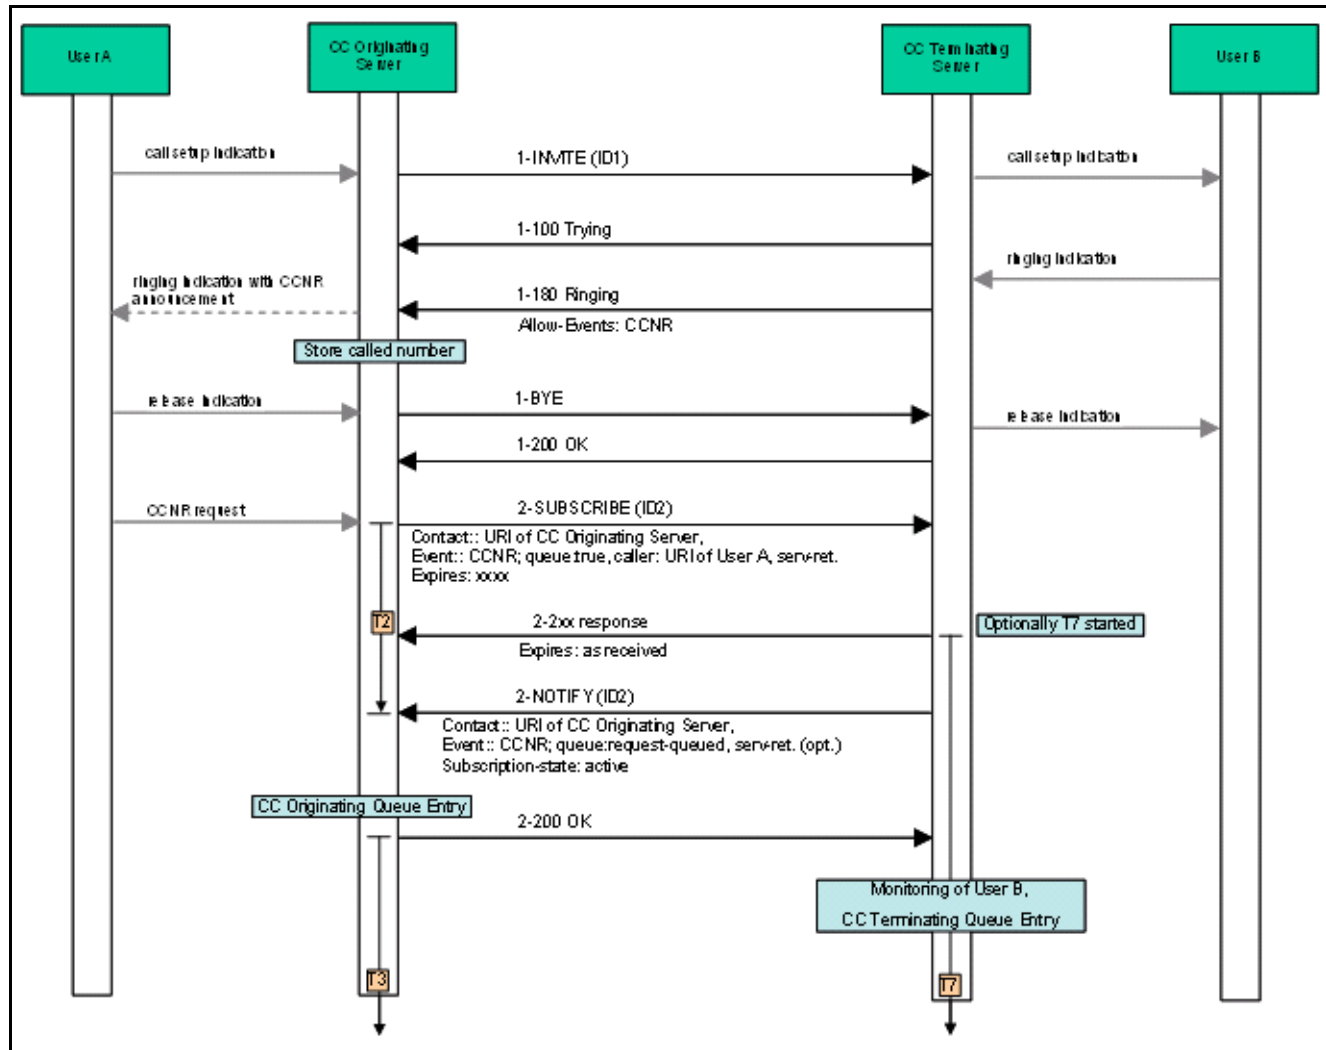 User A
CC Originating
Server
CC Terminating
Server
User B
call setup indication
1-INVITE (ID1)
call setup indication
1-100 Trying
ringing indication
ringing indication with CCNR
announcement
1-180 Ringing
Allow-Events: CCNR
Store called number
release indication
1-BYE
release indication
1-200 OK
CCNR request
2-SUBSCRIBE (ID2)
Contact:: URI of CC Originating Server,
Event:: CCNR; queue:true, caller: URI of User A, serv-ret.
Expires: xxxx
T2
2-2xx response
Optionally T7 started
Expires: as received
2-NOTIFY (ID2)
Contact:: URI of CC Originating Server,
Event:: CCNR; queue:request-queued, serv-ret. (opt.)
Subscription-state: active
CC Originating Queue Entry
2-200 OK
Monitoring of User B,
CC Terminating Queue Entry
T3
T7